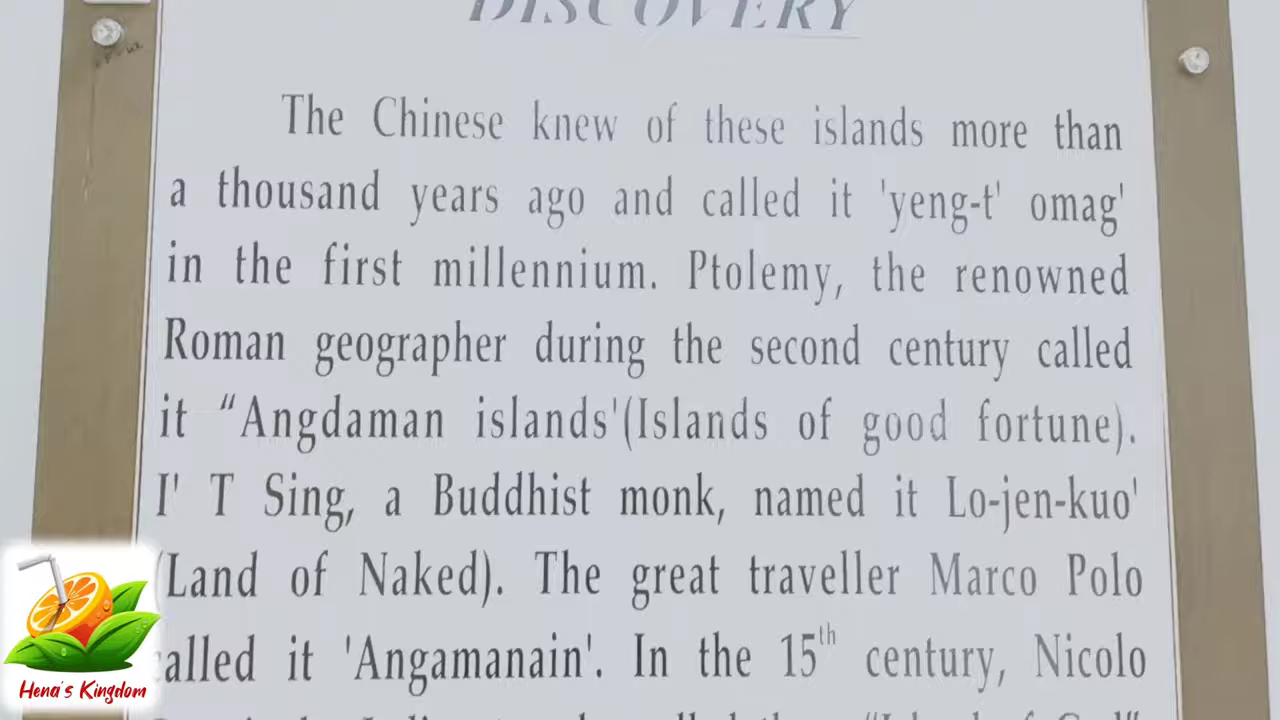 DISCOVERY
The Chinese knew of these islands more than
a thousand years ago and called it 'yeng-t' omag'
in the first millennium. Ptolemy, the renowned
Roman geographer during the second century called
it “Angdaman islands'(Islands of good fortune).
I' T Sing, a Buddhist monk, named it Lo-jen-kuo'
(Land of Naked). The great traveller Marco Polo
called it 'Angamanain'. In the 15th century, Nicolo
Hena's Kingdom